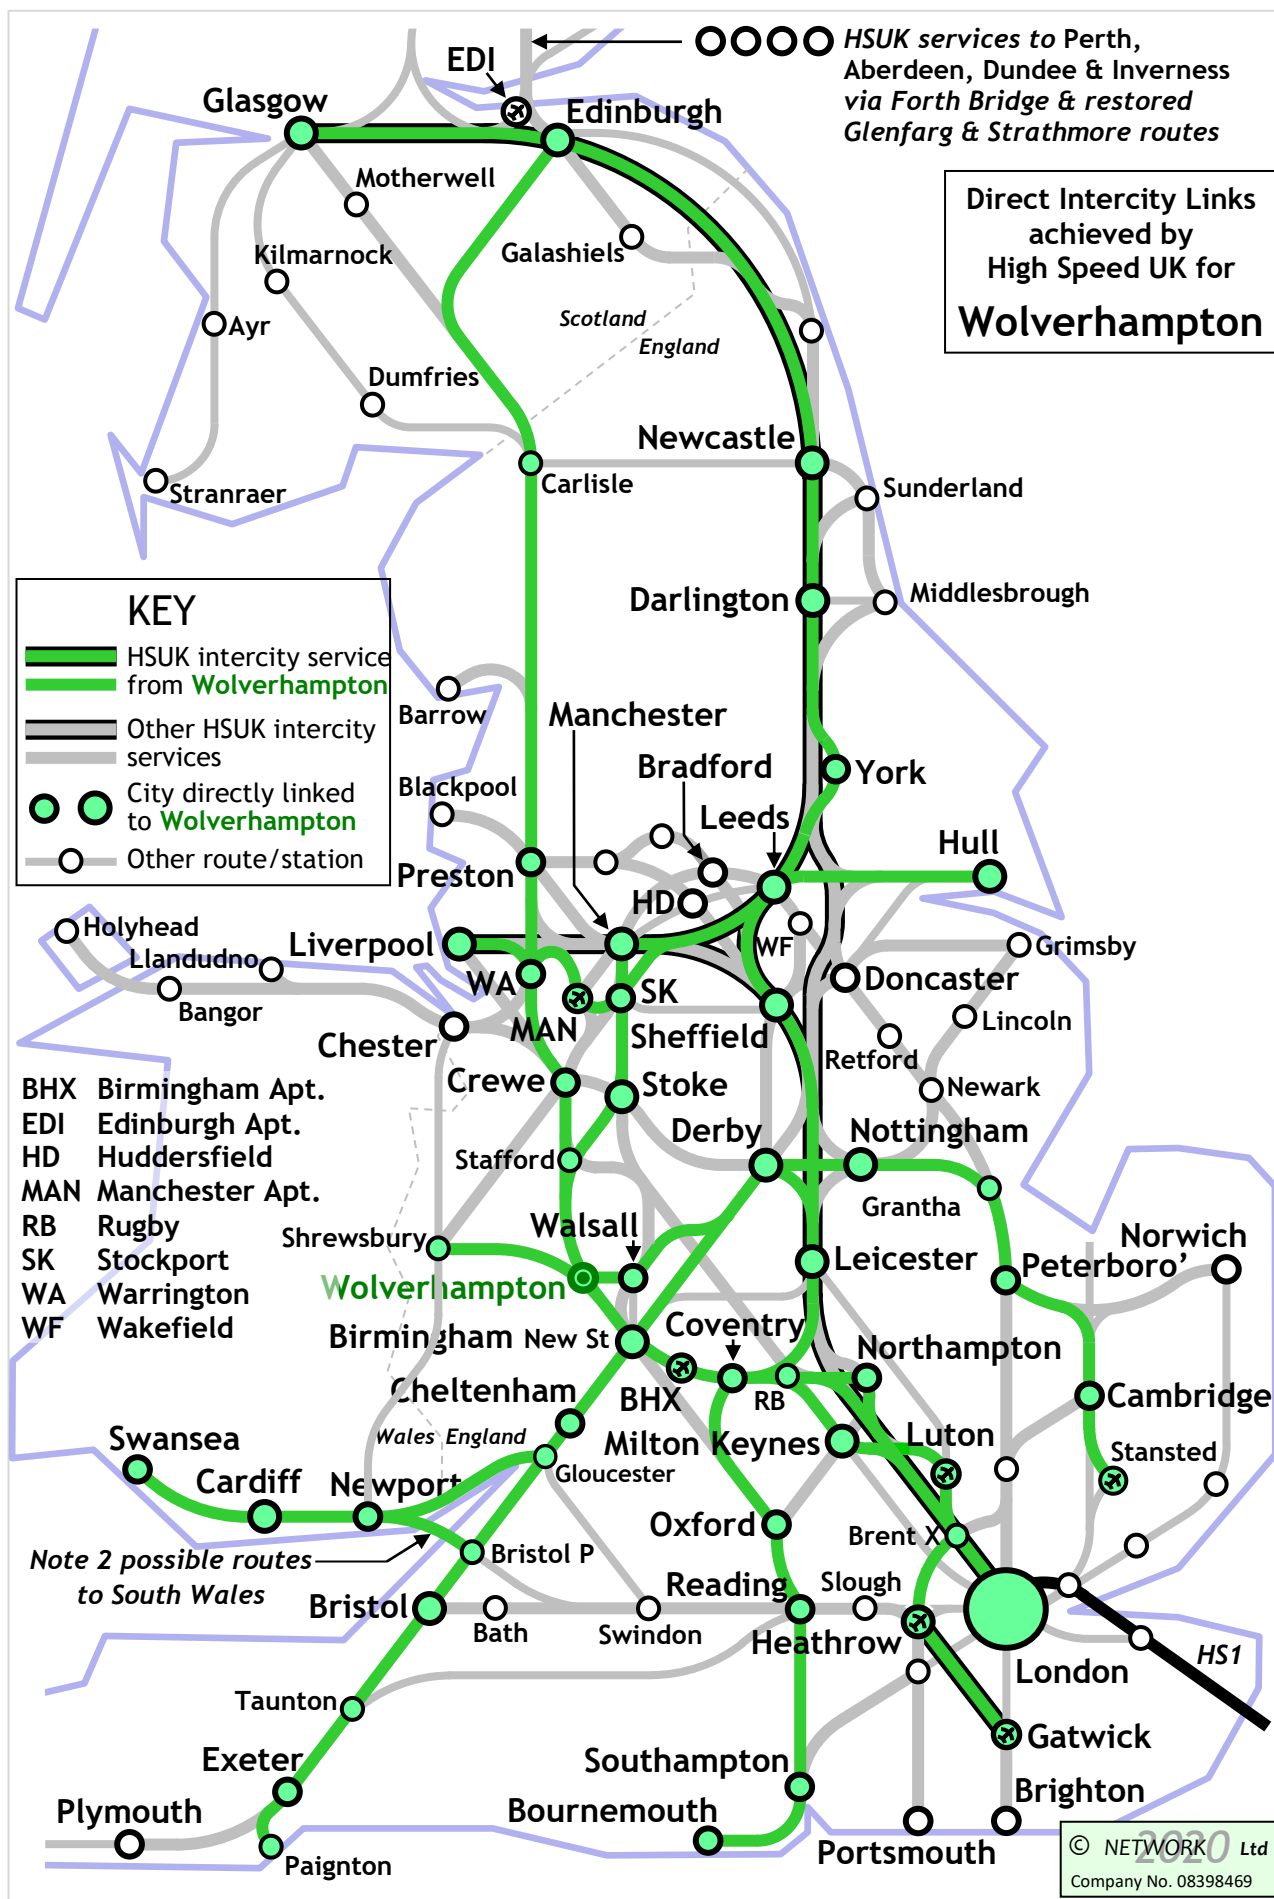 HSUK services to Perth,
Aberdeen, Dundee & Inverness
via Forth Bridge & restored
Glenfarg & Strathmore routes
EDI
Glasgow
Edinburgh
Direct Intercity Links
achieved by
High Speed UK for
Wolverhampton
Motherwell
Galashiels
Kilmarnock
Ayr
Scotland
England
Dumfries
Newcastle
Carlisle
Stranraer
Sunderland
Darlington
Middlesbrough
KEY
HSUK intercity service
from Wolverhampton
Other HSUK intercity
services
City directly linked
to Wolverhampton
Other route/station
Barrow
Manchester
Bradford
York
Blackpool
Leeds
Hull
Preston
HD
Holyhead
Llandudno
Liverpool
WF
Grimsby
WA
SK
Doncaster
Bangor
MAN
Lincoln
Chester
Sheffield
Retford
Crewe
Stoke
Newark
BHX Birmingham Apt.
EDI Edinburgh Apt.
HD Huddersfield
MAN Manchester Apt.
RB Rugby
SK Stockport
WA Warrington
WF Wakefield
Derby
Nottingham
Stafford
Grantha
Shrewsbury
Walsall
Leicester
Norwich
Peterboro’
Wolverhampton
Birmingham New St
Coventry
Northampton
Cheltenham
BHX
RB
Cambridge
Wales England
Milton Keynes
Luton
Swansea
Stansted
Cardiff
Newport
Gloucester
Oxford
Brent X
Note 2 possible routes
to South Wales
Bristol P
Reading
Slough
Bristol
Bath
Swindon
Heathrow
London
HS1
Taunton
Gatwick
Exeter
Southampton
Brighton
Plymouth
Bournemouth
Portsmouth
Paignton
© NETWORK 2020 Ltd
Company No. 08398469